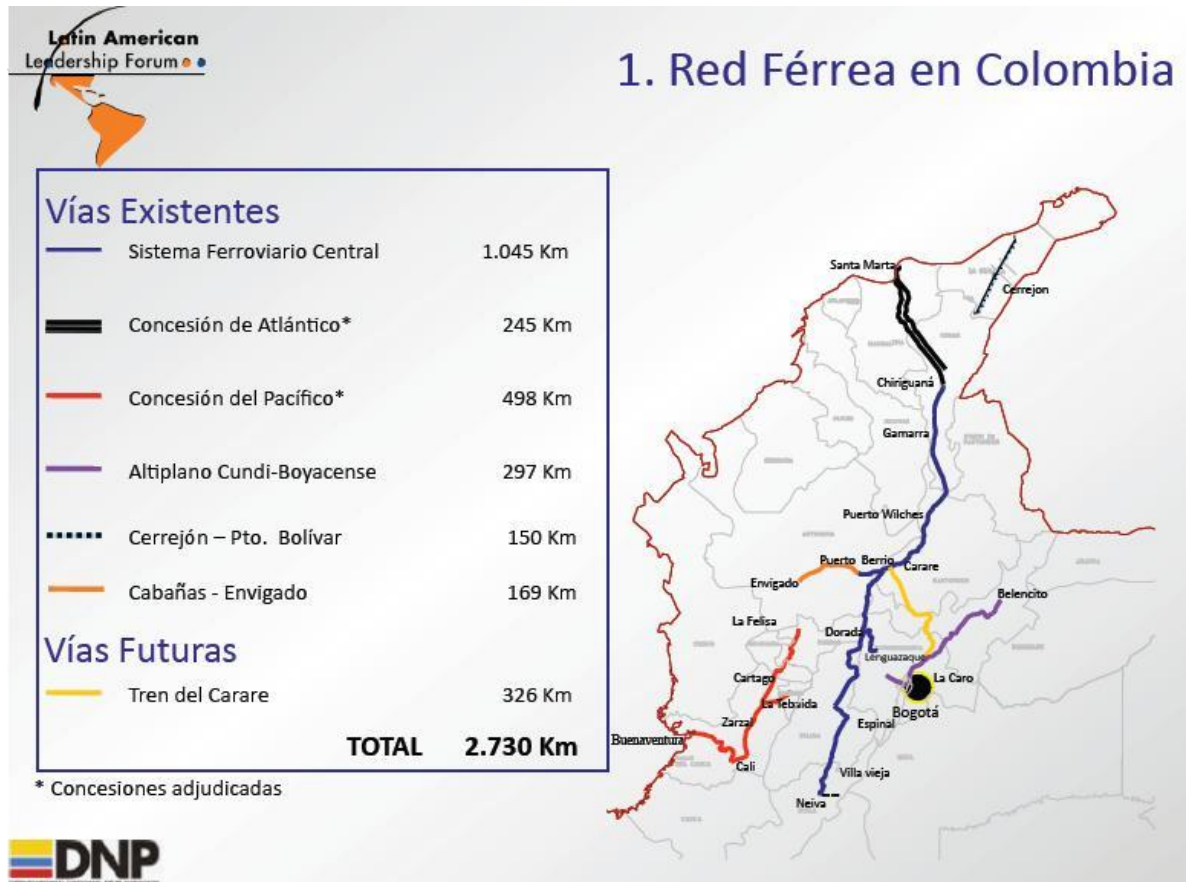 Latin American
Leadership Forum
1. Red Férrea en Colombia
Vías Existentes
Sistema Ferroviario Central 1.045 Km
Concesión de Atlántico* 245 Km
Concesión del Pacífico* 498 Km
Altiplano Cundi-Boyacense 297 Km
Cerrejón – Pto. Bolívar 150 Km
Cabañas - Envigado 169 Km
Vías Futuras
Tren del Carare 326 Km
TOTAL 2.730 Km
* Concesiones adjudicadas
DNP
Santa Marta
Cerrejon
Chiriguaná
Gamarra
Puerto Wilches
Puerto Berrio
Carare
Envigado
Belencito
La Felisa
Dorada
Lenguazaque
Cartago
La Caro
La Tebaida
Bogotá
Zarzal
Espinal
Buenaventura
Cali
Villa vieja
Neiva